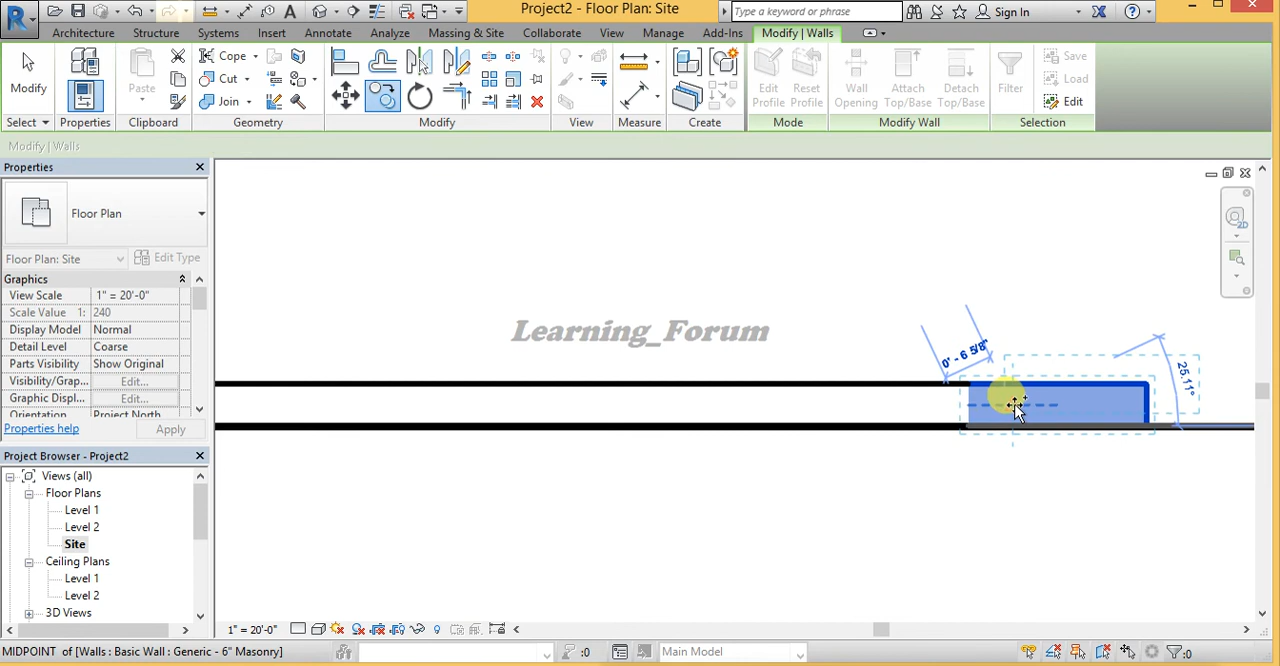 Project2 - Floor Plan: Site
Type a keyword or phrase
Sign In
Architecture Structure Systems Insert Annotate Analyze Massing & Site Collaborate View Manage Add-Ins Modify | Walls
Modify Paste Cope Cut Join Edit Profile Reset Profile Wall Opening Attach Top/Base Detach Top/Base Filter Save Load Edit
Select Properties Clipboard Geometry Modify View Measure Create Mode Modify Wall Selection
Modify | Walls
Properties
Floor Plan
Floor Plan: Site Edit Type
Graphics
View Scale 1" = 20'-0"
Scale Value 1: 240
Display Model Normal
Detail Level Coarse
Parts Visibility Show Original
Visibility/Grap... Edit...
Graphic Displ... Edit...
Orientation Project North
Properties help Apply
Project Browser - Project2
Views (all)
Floor Plans
Level 1
Level 2
Site
Ceiling Plans
Level 1
Level 2
3D Views
Learning_Forum
0' - 6 5/8"
25.11°
2D
1" = 20'-0"
MIDPOINT of [Walls : Basic Wall : Generic - 6" Masonry]
:0
Main Model
:0